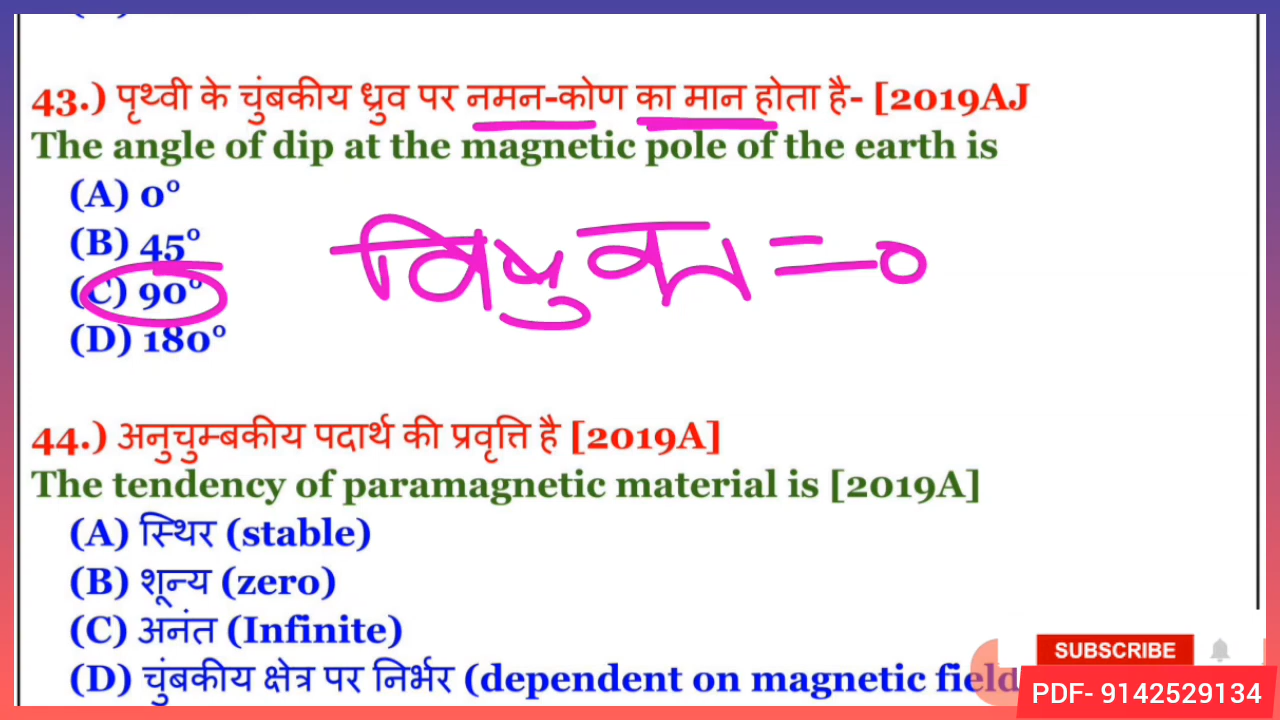 43.) पृथ्वी के चुंबकीय ध्रुव पर नमन-कोण का मान होता है- [2019AJ
The angle of dip at the magnetic pole of the earth is
(A) 0°
(B) 45°
(C) 90°
(D) 180°
= 0
44.) अनुचुम्बकीय पदार्थ की प्रवृत्ति है [2019A]
The tendency of paramagnetic material is [2019A]
(A) स्थिर (stable)
(B) शून्य (zero)
(C) अनंत (Infinite)
(D) चुंबकीय क्षेत्र पर निर्भर (dependent on magnetic field
SUBSCRIBE
PDF- 9142529134